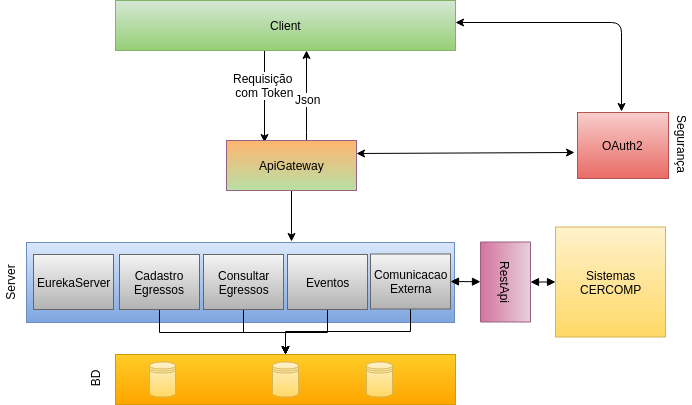 Client
Requisição
com Token
Json
ApiGateway
OAuth2
Segurança
Server
EurekaServer
Cadastro
Egressos
Consultar
Egressos
Eventos
Comunicacao
Externa
RestApi
Sistemas
CERCOMP
BD